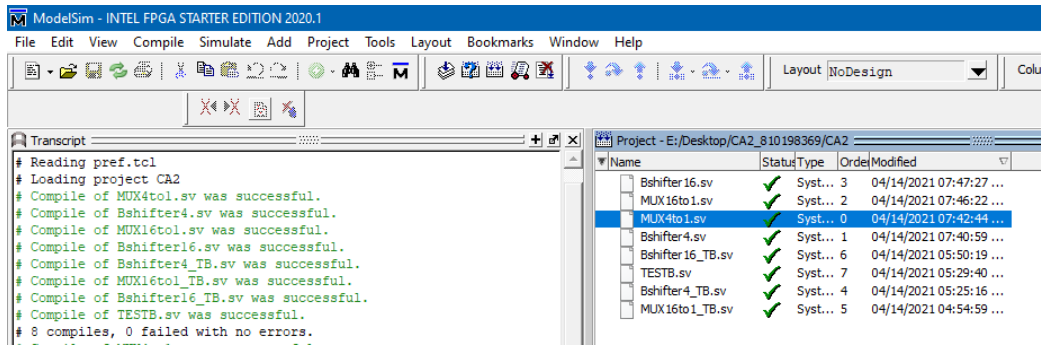 ModelSim - INTEL FPGA STARTER EDITION 2020.1
File Edit View Compile Simulate Add Project Tools Layout Bookmarks Window Help
Layout NoDesign Colu
Transcript
# Reading pref.tcl
# Loading project CA2
# Compile of MUX4to1.sv was successful.
# Compile of Bshifter4.sv was successful.
# Compile of MUX16to1.sv was successful.
# Compile of Bshifter16.sv was successful.
# Compile of Bshifter4_TB.sv was successful.
# Compile of MUX16to1_TB.sv was successful.
# Compile of Bshifter16_TB.sv was successful.
# Compile of TESTB.sv was successful.
# 8 compiles, 0 failed with no errors.
Project - E:/Desktop/CA2_810198369/CA2
Name Status Type Order Modified
Bshifter16.sv Syst... 3 04/14/2021 07:47:27 ...
MUX16to1.sv Syst... 2 04/14/2021 07:46:22 ...
MUX4to1.sv Syst... 0 04/14/2021 07:42:44 ...
Bshifter4.sv Syst... 1 04/14/2021 07:40:59 ...
Bshifter16_TB.sv Syst... 6 04/14/2021 05:50:19 ...
TESTB.sv Syst... 7 04/14/2021 05:29:40 ...
Bshifter4_TB.sv Syst... 4 04/14/2021 05:25:16 ...
MUX16to1_TB.sv Syst... 5 04/14/2021 04:54:59 ...